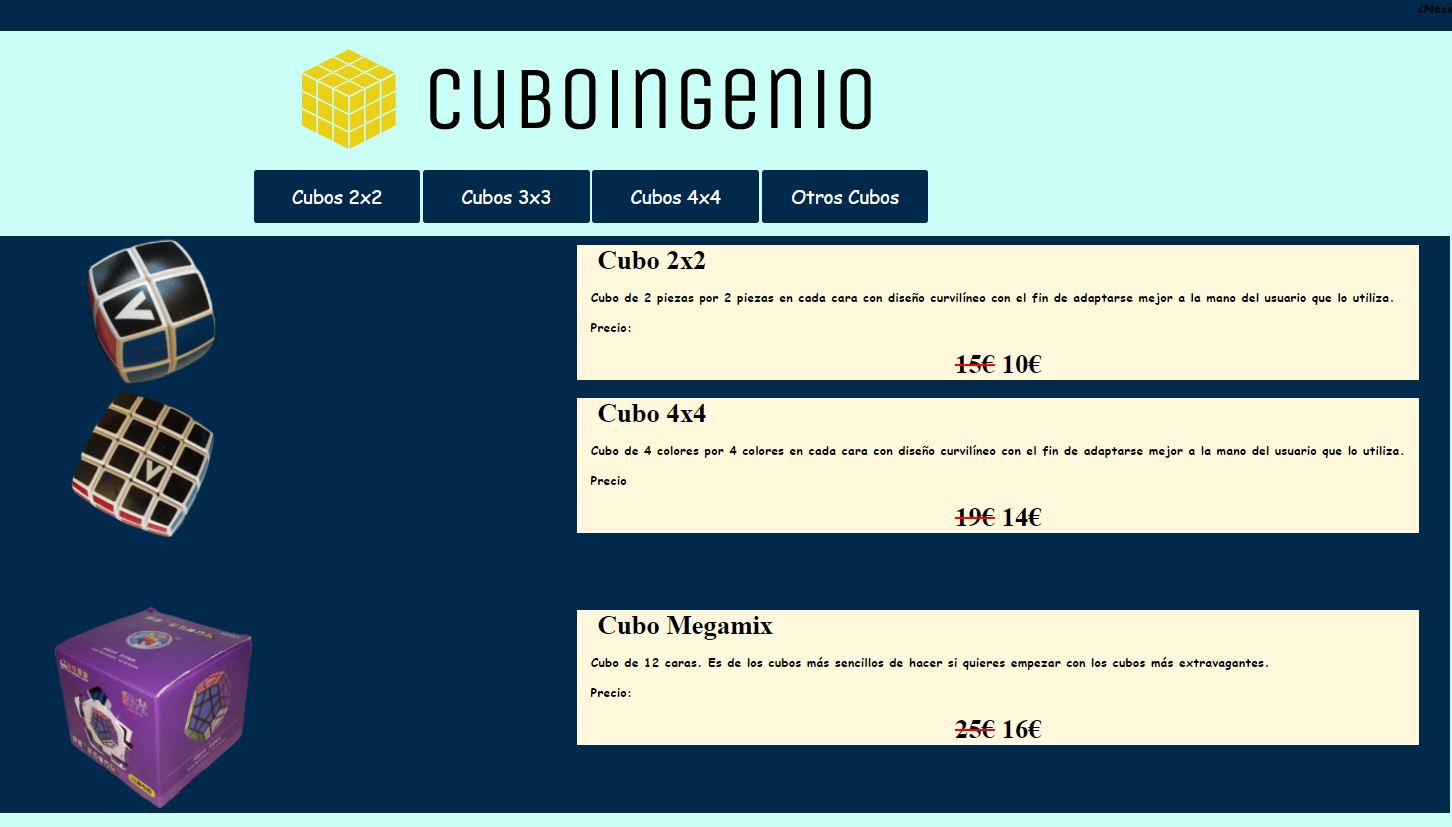 CUBOINGENIO
Cubos 2x2
Cubos 3x3
Cubos 4x4
Otros Cubos
Cubo 2x2
Cubo de 2 piezas por 2 piezas en cada cara con diseño curvilíneo con el fin de adaptarse mejor a la mano del usuario que lo utiliza.
Precio:
15€ 10€
V
Cubo 4x4
Cubo de 4 colores por 4 colores en cada cara con diseño curvilíneo con el fin de adaptarse mejor a la mano del usuario que lo utiliza.
Precio
19€ 14€
V
Cubo Megamix
Cubo de 12 caras. Es de los cubos más sencillos de hacer si quieres empezar con los cubos más extravagantes.
Precio:
25€ 16€